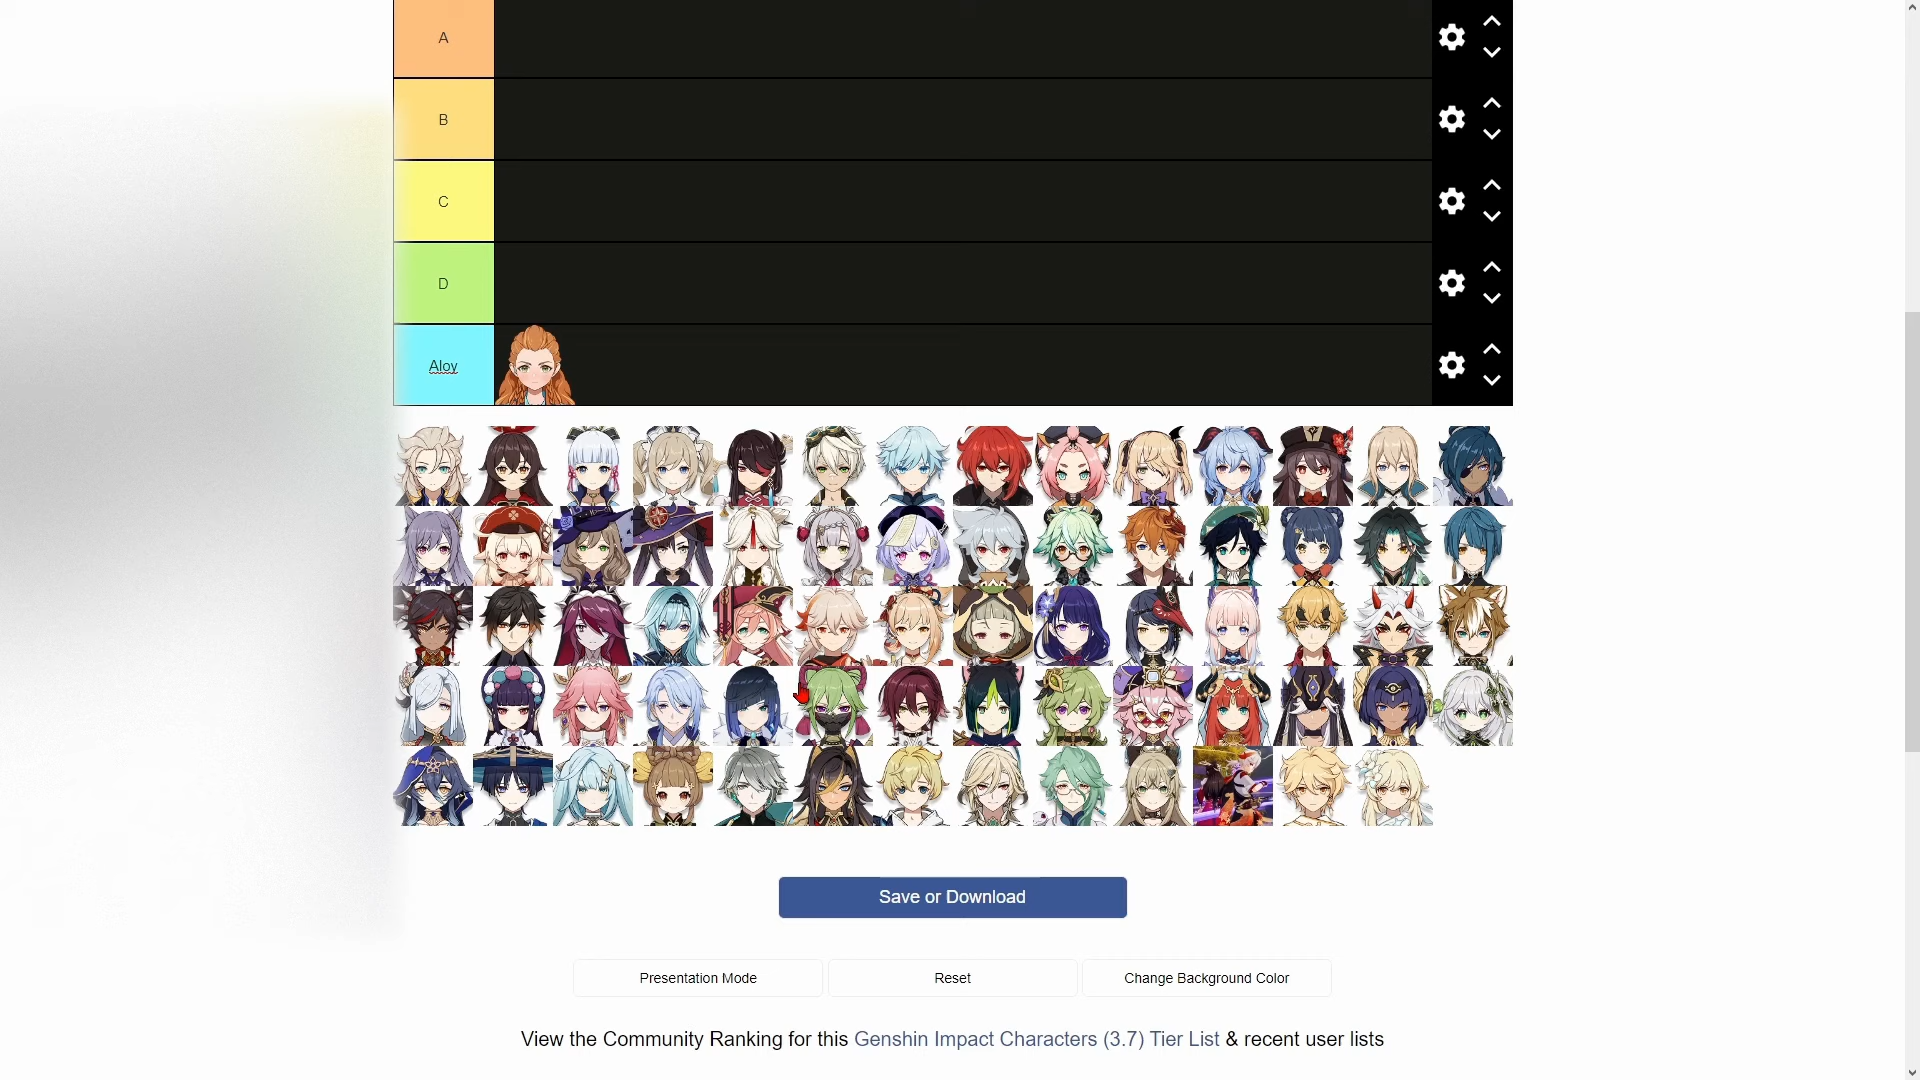 A
B
C
D
Aloy
Save or Download
Presentation Mode
Reset
Change Background Color
View the Community Ranking for this Genshin Impact Characters (3.7) Tier List & recent user lists